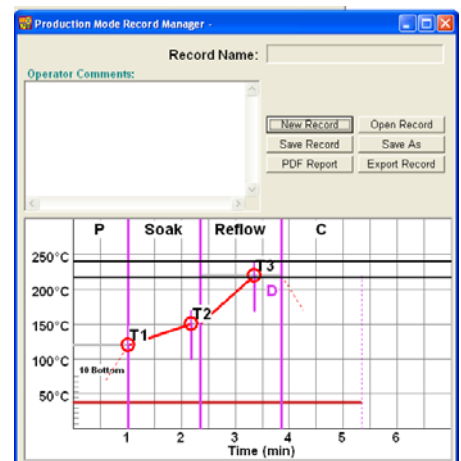 Production Mode Record Manager -
Record Name:
Operator Comments:
New Record Open Record
Save Record Save As
PDF Report Export Record
P Soak Reflow C
250°C
T3
200°C D
T2
150°C
T1
100°C
10 Bottom
50°C
1 2 3 4 5 6
Time (min)